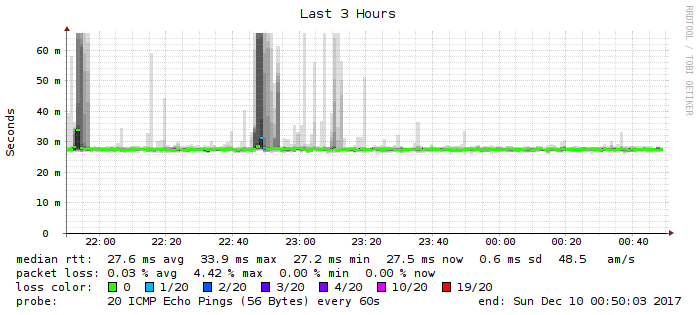 Last 3 Hours
RRDTOOL / TOBI OETIKER
Seconds
60 m
50 m
40 m
30 m
20 m
10 m
0
22:00 22:20 22:40 23:00 23:20 23:40 00:00 00:20 00:40
median rtt: 27.6 ms avg 33.9 ms max 27.2 ms min 27.5 ms now 0.6 ms sd 48.5 am/s
packet loss: 0.03 % avg 4.42 % max 0.00 % min 0.00 % now
loss color: 0 1/20 2/20 3/20 4/20 10/20 19/20
probe: 20 ICMP Echo Pings (56 Bytes) every 60s end: Sun Dec 10 00:50:03 2017